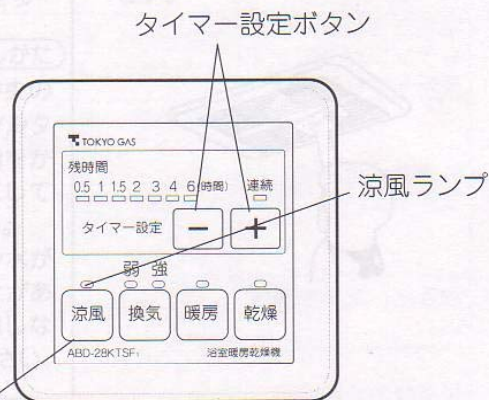 タイマー設定ボタン
TOKYO GAS
残時間
0.5 1 1.5 2 3 4 6(時間) 連続
涼風ランプ
タイマー設定 − +
弱 強
涼風 換気 暖房 乾燥
ABD-28KTSF1 浴室暖房乾燥機